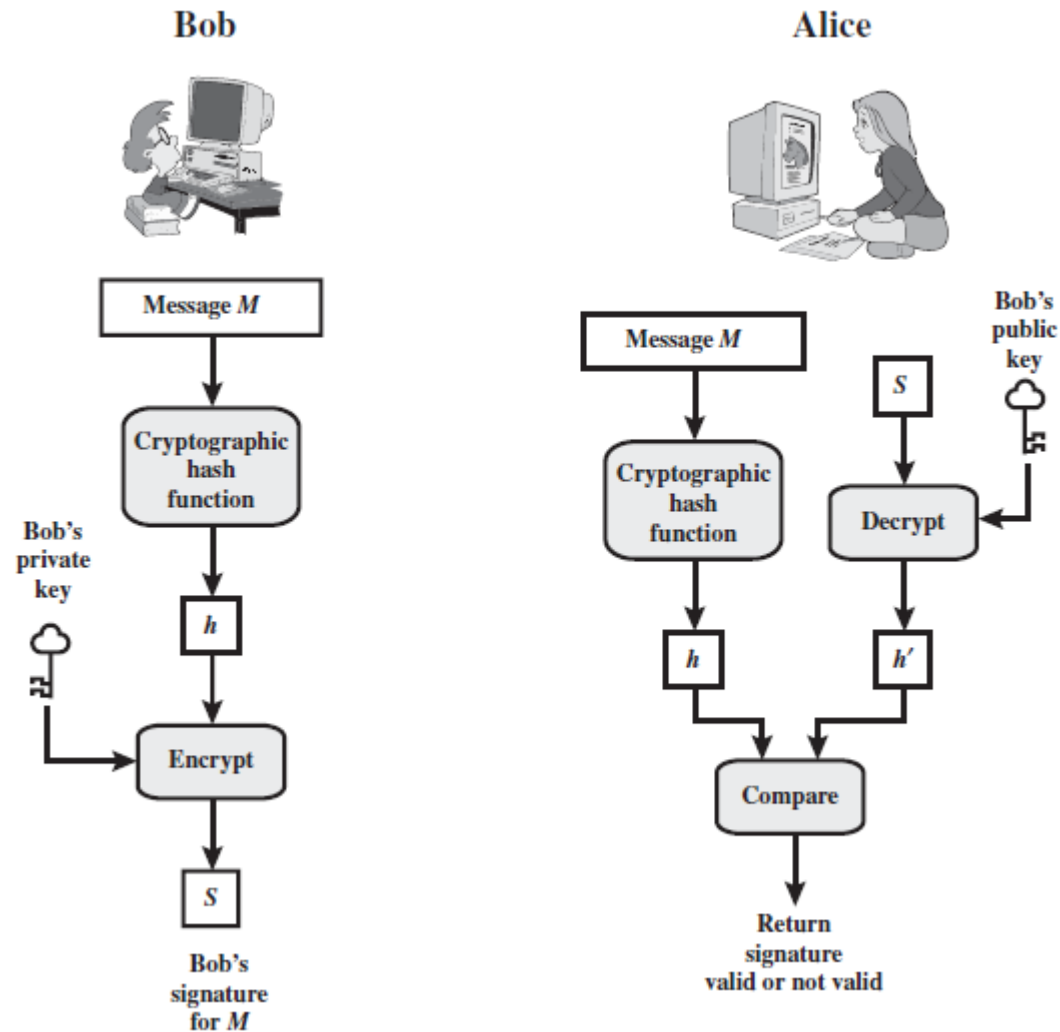 Bob
Message M
Cryptographic
hash
function
Bob's
private
key
h
Encrypt
S
Bob's
signature
for M
Alice
Message M
Bob's
public
key
S
Cryptographic
hash
function
Decrypt
h
h′
Compare
Return
signature
valid or not valid